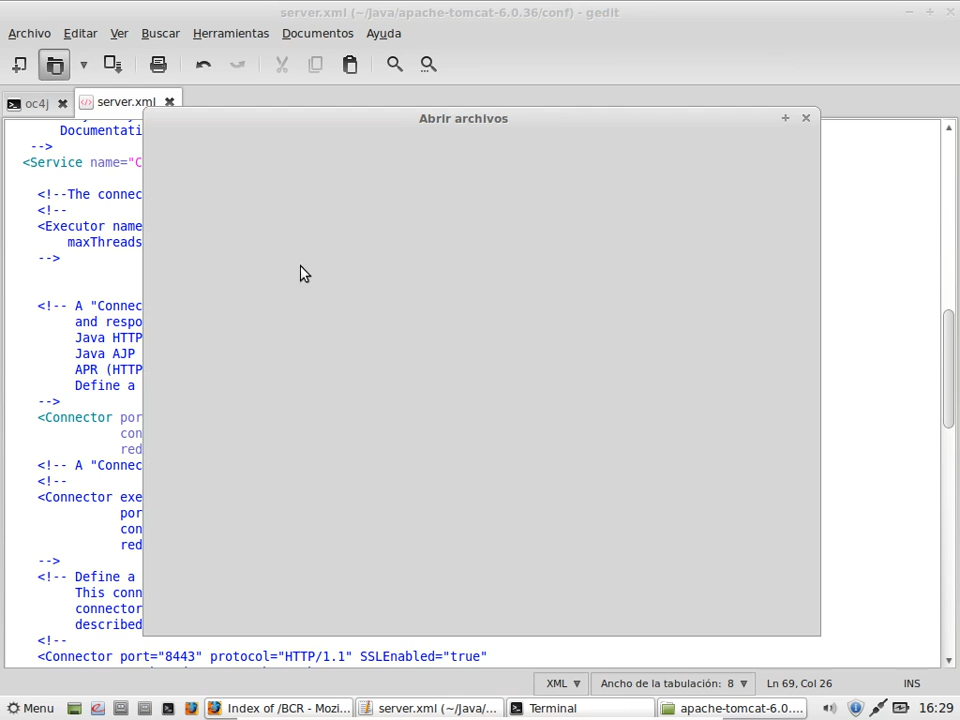 server.xml (~/Java/apache-tomcat-6.0.36/conf) - gedit
Archivo Editar Ver Buscar Herramientas Documentos Ayuda
oc4j server.xml
Abrir archivos
Documentati
-->
<Service name="C
<!--The connec
<!--
<Executor name
maxThreads
-->
<!-- A "Connec
and respo
Java HTTP
Java AJP
APR (HTTP
Define a
-->
<Connector por
con
red
<!-- A "Connec
<!--
<Connector exe
por
con
red
-->
<!-- Define a
This conn
connector
described
<!--
<Connector port="8443" protocol="HTTP/1.1" SSLEnabled="true"
XML Ancho de la tabulación: 8 Ln 69, Col 26 INS
Menu Index of /BCR - Mozi... server.xml (~/Java/... Terminal apache-tomcat-6.0.... 16:29